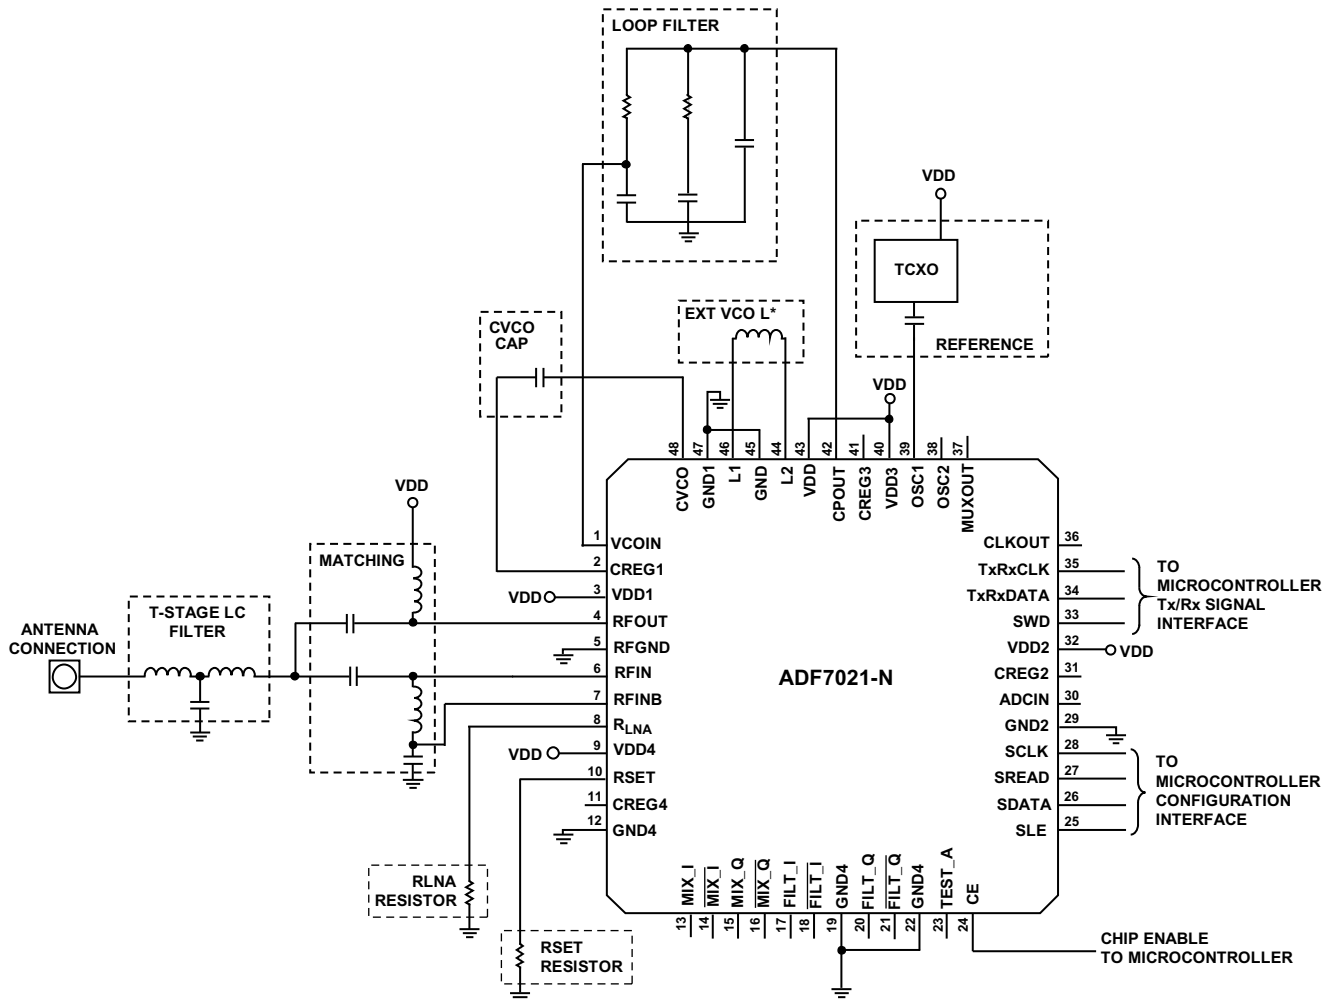 LOOP FILTER
VDD
TCXO
REFERENCE
EXT VCO L*
CVCO
CAP
VDD
48
47
46
45
44
43
42
41
40
39
38
37
CVCO
GND1
L1
GND
L2
VDD
CPOUT
CREG3
VDD3
OSC1
OSC2
MUXOUT
VDD
MATCHING
T-STAGE LC
FILTER
ANTENNA
CONNECTION
1 VCOIN
2 CREG1
VDD 3 VDD1
4 RFOUT
5 RFGND
6 RFIN
7 RFINB
8 RLNA
VDD 9 VDD4
10 RSET
11 CREG4
12 GND4
ADF7021-N
CLKOUT 36
TxRxCLK 35
TxRxDATA 34
SWD 33
VDD2 32 VDD
CREG2 31
ADCIN 30
GND2 29
SCLK 28
SREAD 27
SDATA 26
SLE 25
TO
MICROCONTROLLER
Tx/Rx SIGNAL
INTERFACE
TO
MICROCONTROLLER
CONFIGURATION
INTERFACE
MIX_I
MIX_I
MIX_Q
MIX_Q
FILT_I
FILT_I
GND4
FILT_Q
FILT_Q
GND4
TEST_A
CE
13
14
15
16
17
18
19
20
21
22
23
24
RLNA
RESISTOR
RSET
RESISTOR
CHIP ENABLE
TO MICROCONTROLLER